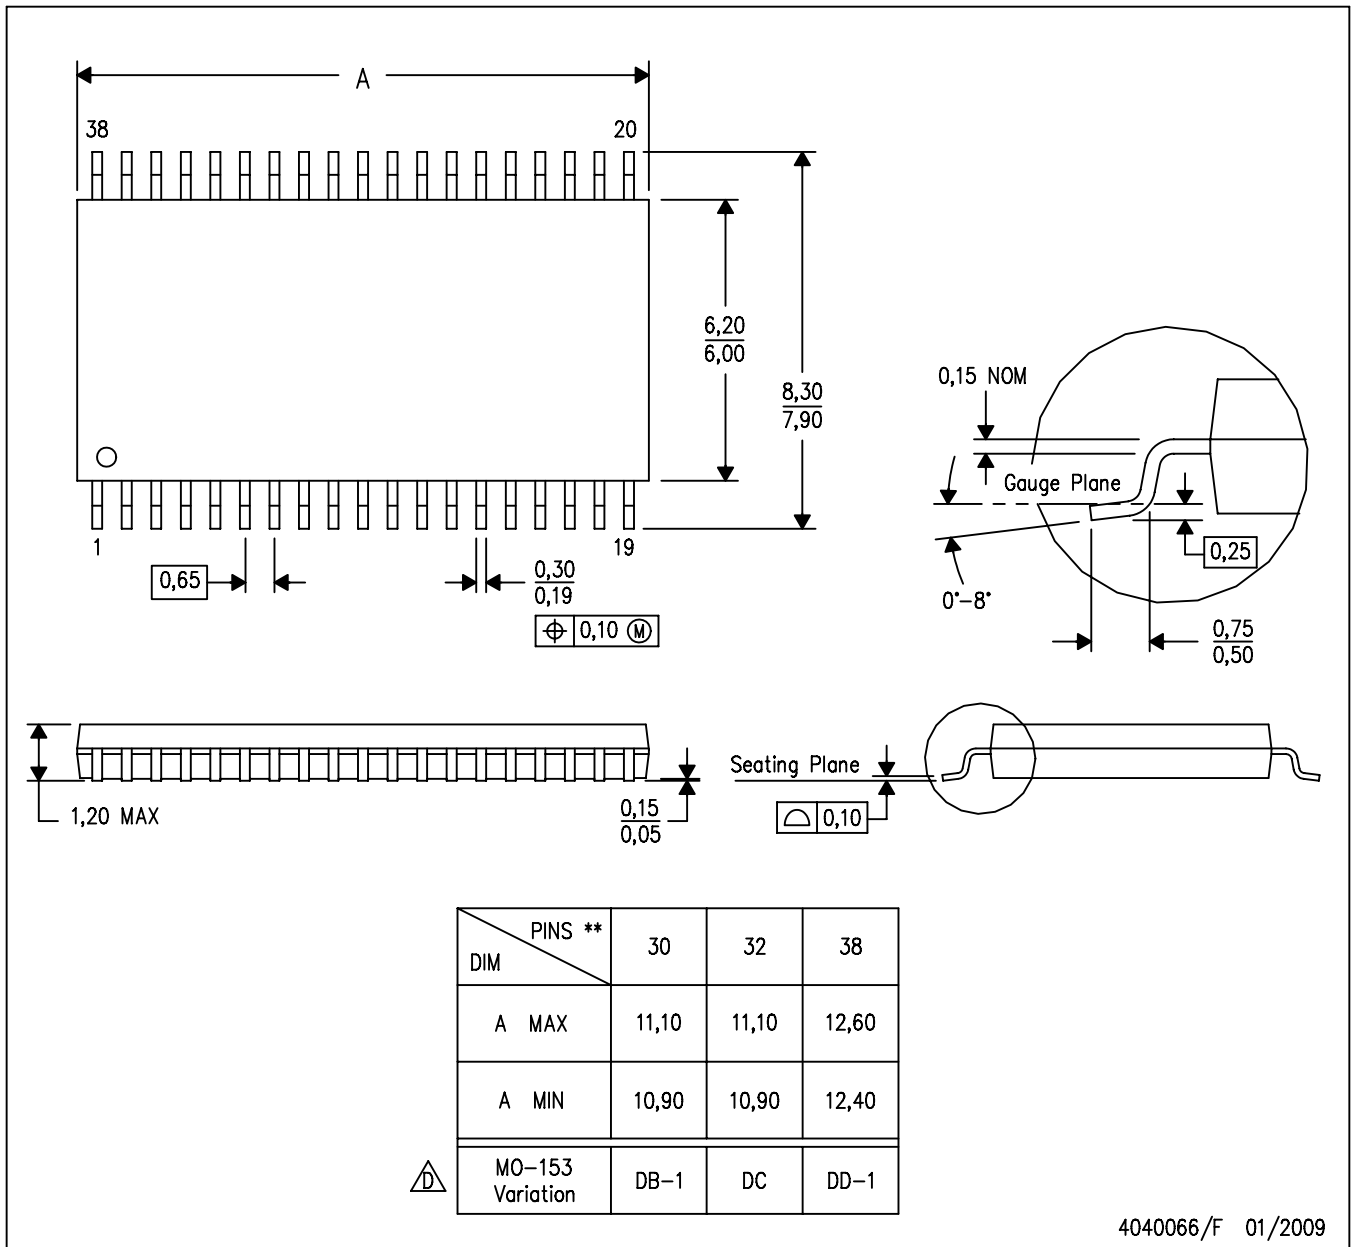 A
38
20
6,20
6,00
8,30
7,90
1
19
0,65
0,30
0,19
0,10 Ⓜ
0,15 NOM
Gauge Plane
0,25
0°–8°
0,75
0,50
1,20 MAX
0,15
0,05
Seating Plane
0,10
PINS **
DIM
30
32
38
A MAX
11,10
11,10
12,60
A MIN
10,90
10,90
12,40
D
MO–153
Variation
DB–1
DC
DD–1
4040066/F 01/2009